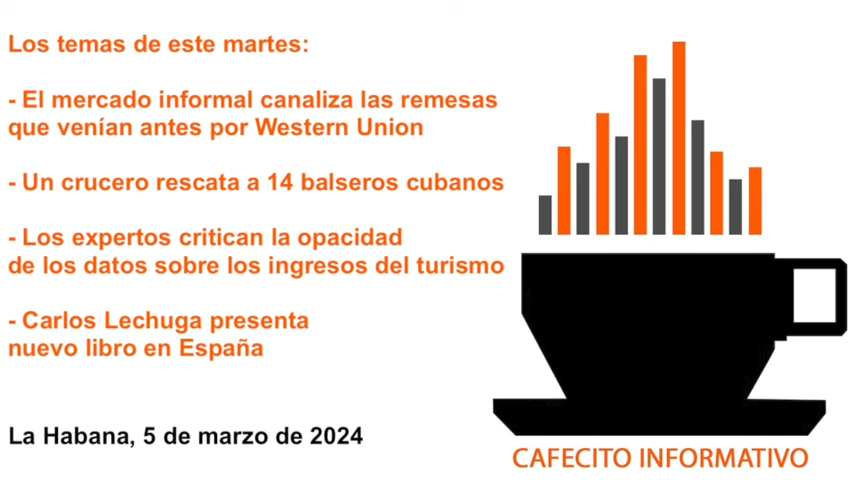 Los temas de este martes:
- El mercado informal canaliza las remesas
que venían antes por Western Union
- Un crucero rescata a 14 balseros cubanos
- Los expertos critican la opacidad
de los datos sobre los ingresos del turismo
- Carlos Lechuga presenta
nuevo libro en España
La Habana, 5 de marzo de 2024
CAFECITO INFORMATIVO